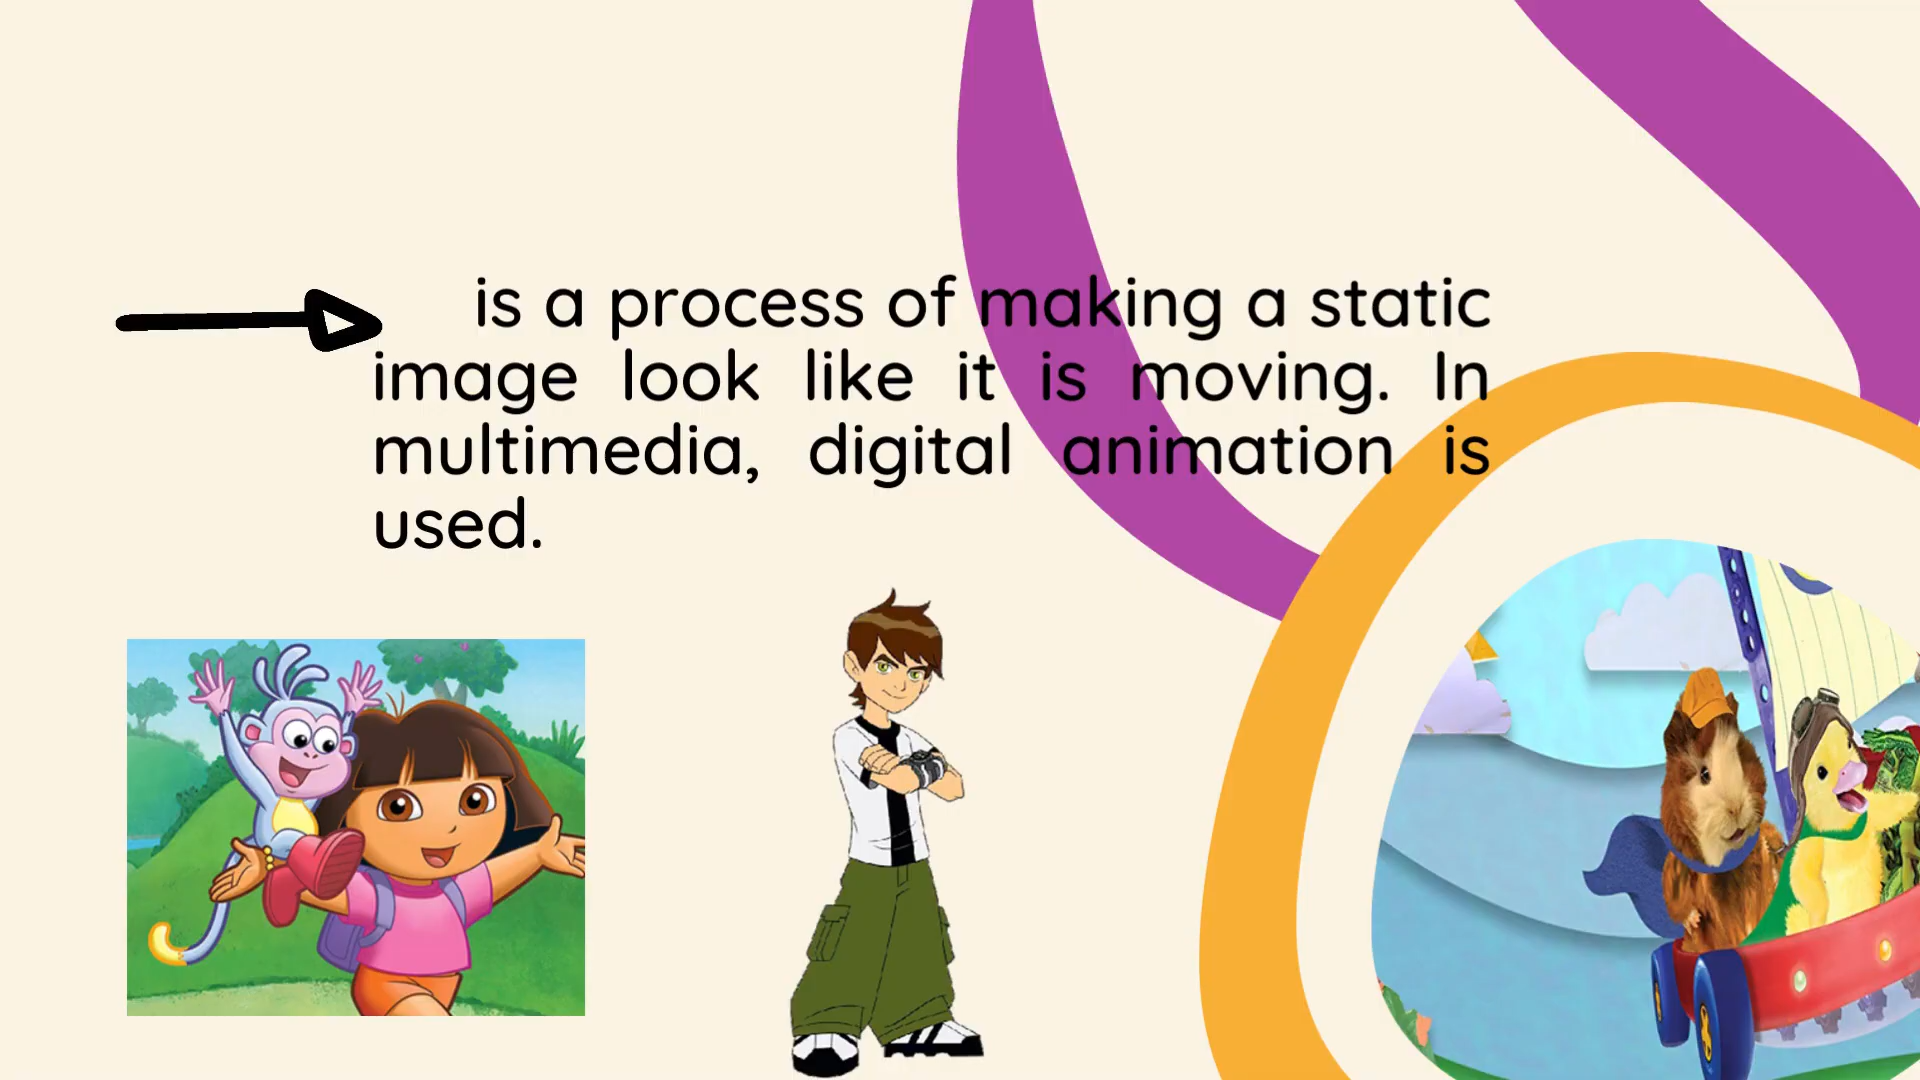 is a process of making a static
image look like it is moving. In
multimedia, digital animation is
used.